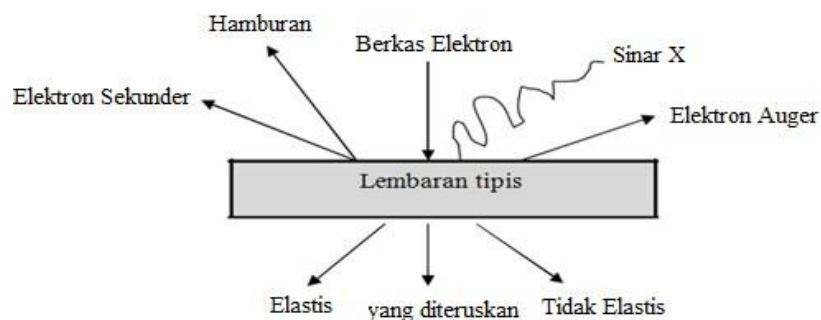 Hamburan
Berkas Elektron
Sinar X
Elektron Sekunder
Elektron Auger
Lembaran tipis
Elastis
yang diteruskan
Tidak Elastis